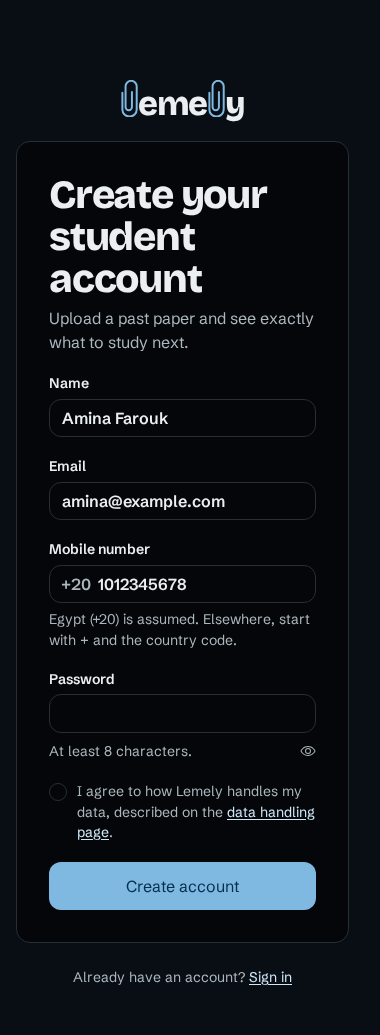 lemely
Create your
student
account
Upload a past paper and see exactly
what to study next.
Name
Amina Farouk
Email
amina@example.com
Mobile number
+20 1012345678
Egypt (+20) is assumed. Elsewhere, start
with + and the country code.
Password
At least 8 characters.
I agree to how Lemely handles my
data, described on the data handling
page.
Create account
Already have an account? Sign in